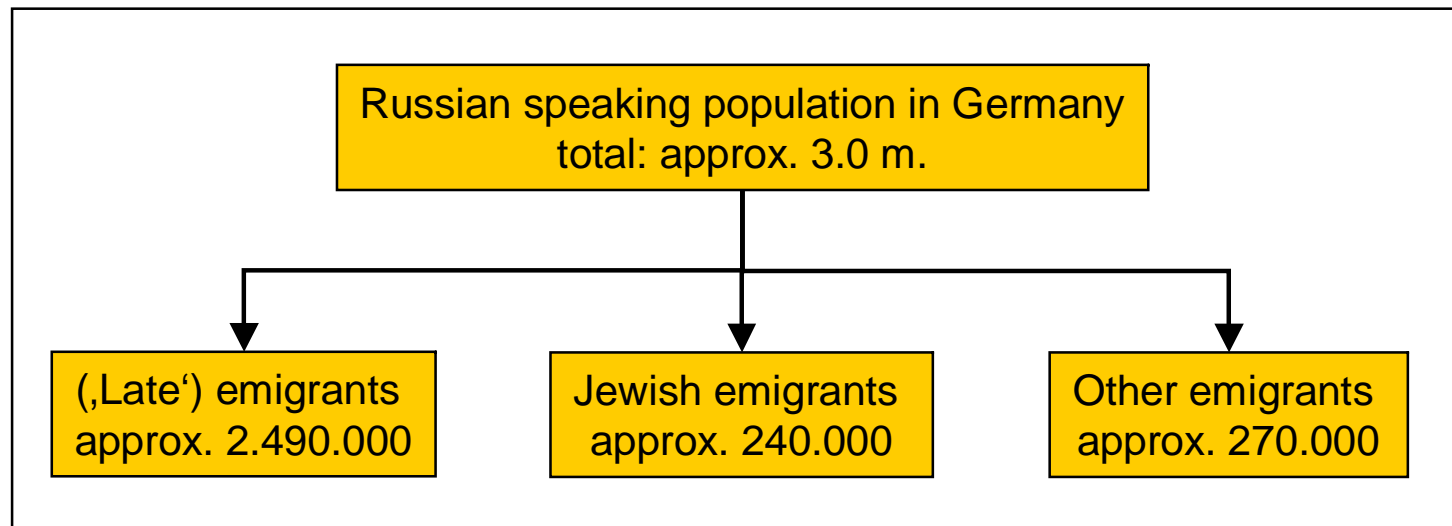 Russian speaking population in Germany
total: approx. 3.0 m.
(‚Late‘) emigrants
approx. 2.490.000
Jewish emigrants
approx. 240.000
Other emigrants
approx. 270.000